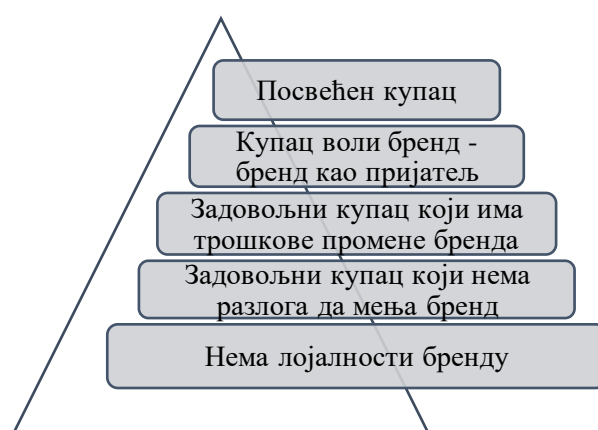 Посвећен купац
Купац воли бренд -
бренд као пријатељ
Задовољни купац који има
трошкове промене бренда
Задовољни купац који нема
разлога да мења бренд
Нема лојалности бренду